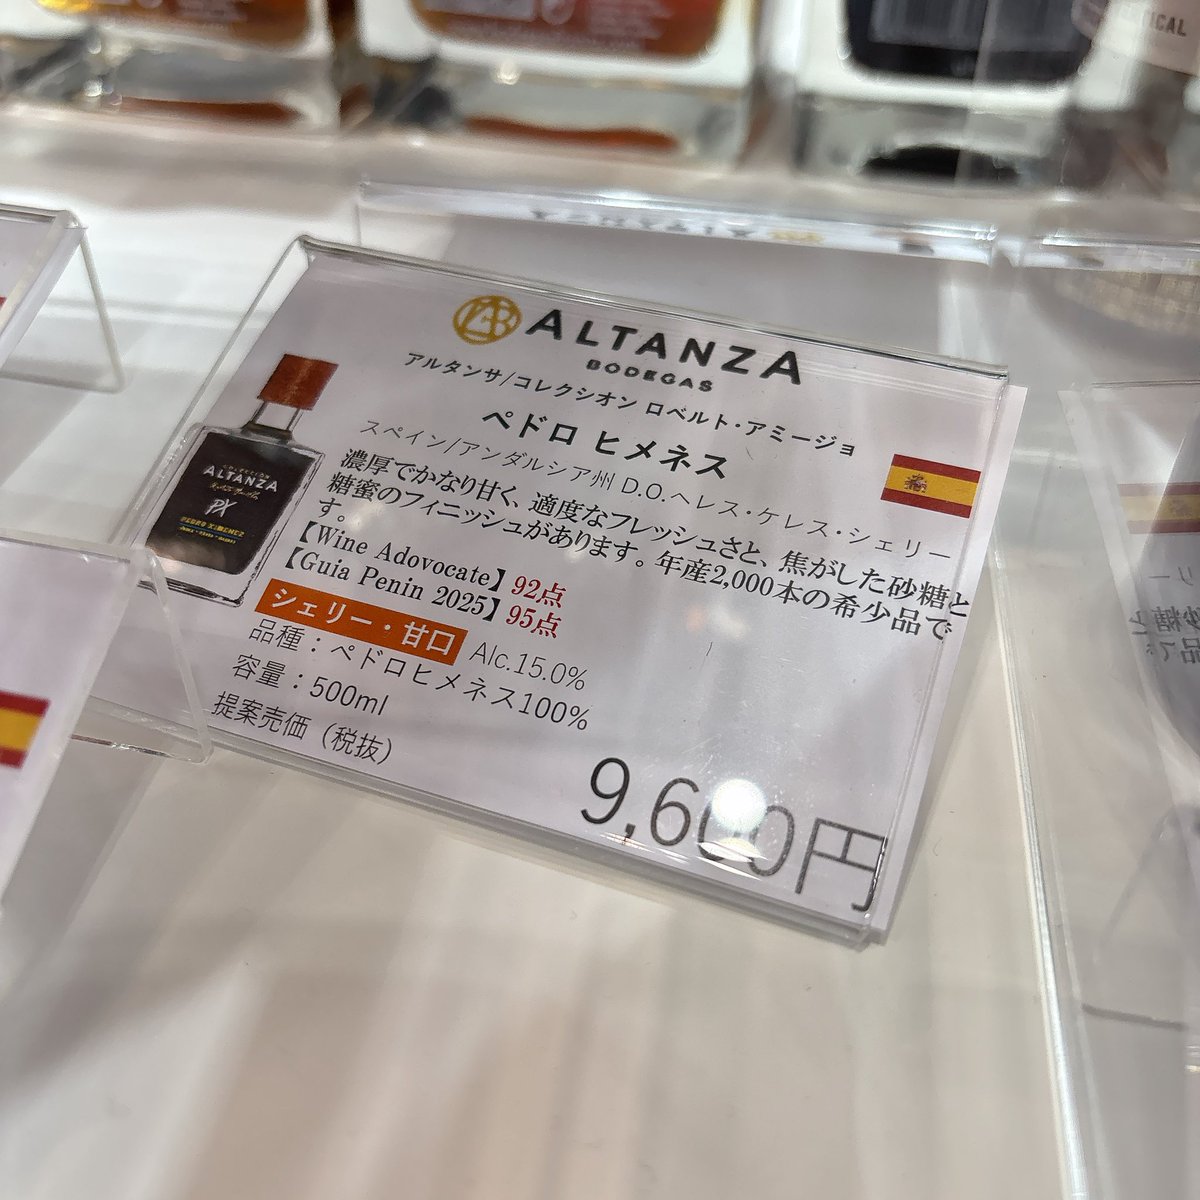 ICAL
ALTANZA
BODEGAS
アルタンサ/コレクシオン ロベルト・アミージョ
ペドロ ヒメネス
スペイン/アンダルシア州 D.O.ヘレス・ケレス・シェリー
濃厚でかなり甘く、適度なフレッシュさと、焦がした砂糖と
糖蜜のフィニッシュがあります。年産2,000本の希少品で
す。
【Wine Adovocate】92点
【Guia Penin 2025】95点
シェリー・甘口 Alc.15.0%
品種：ペドロヒメネス100%
容量：500ml
提案売価（税抜）
9,600円
ALTANZA
PX
PEDRO XIMENEZ